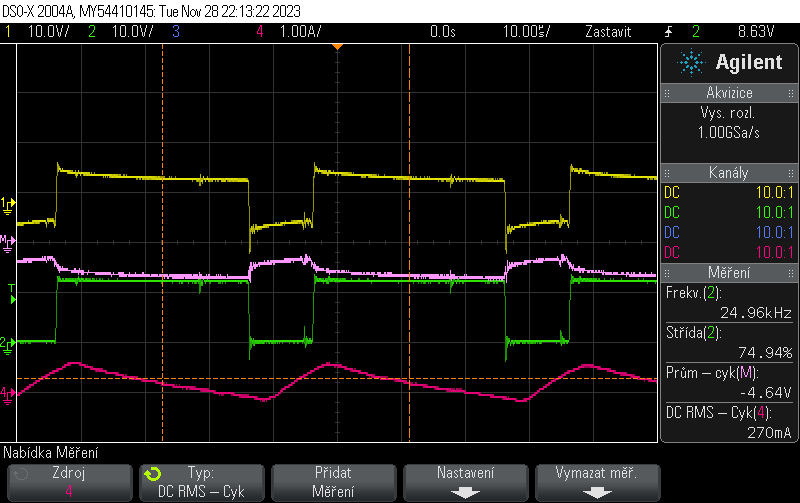 DSO-X 2004A, MY54410145: Tue Nov 28 22:13:22 2023
1 10.0V/ 2 10.0V/ 3 4 1.00A/ 0.0s 10.00µs/ Zastavit 2 8.63V
Agilent
Akvizice
Vys. rozl.
1.00GSa/s
Kanály
DC 10.0:1
DC 10.0:1
DC 10.0:1
DC 10.0:1
Měření
Frekv.(2):
24.96kHz
Střída(2):
74.94%
Prům – cyk(M):
-4.64V
DC RMS – Cyk(4):
270mA
1
M
T
2
4
Nabídka Měření
Zdroj
4
Typ:
DC RMS – Cyk
Přidat
Měření
Nastavení
Vymazat měř.